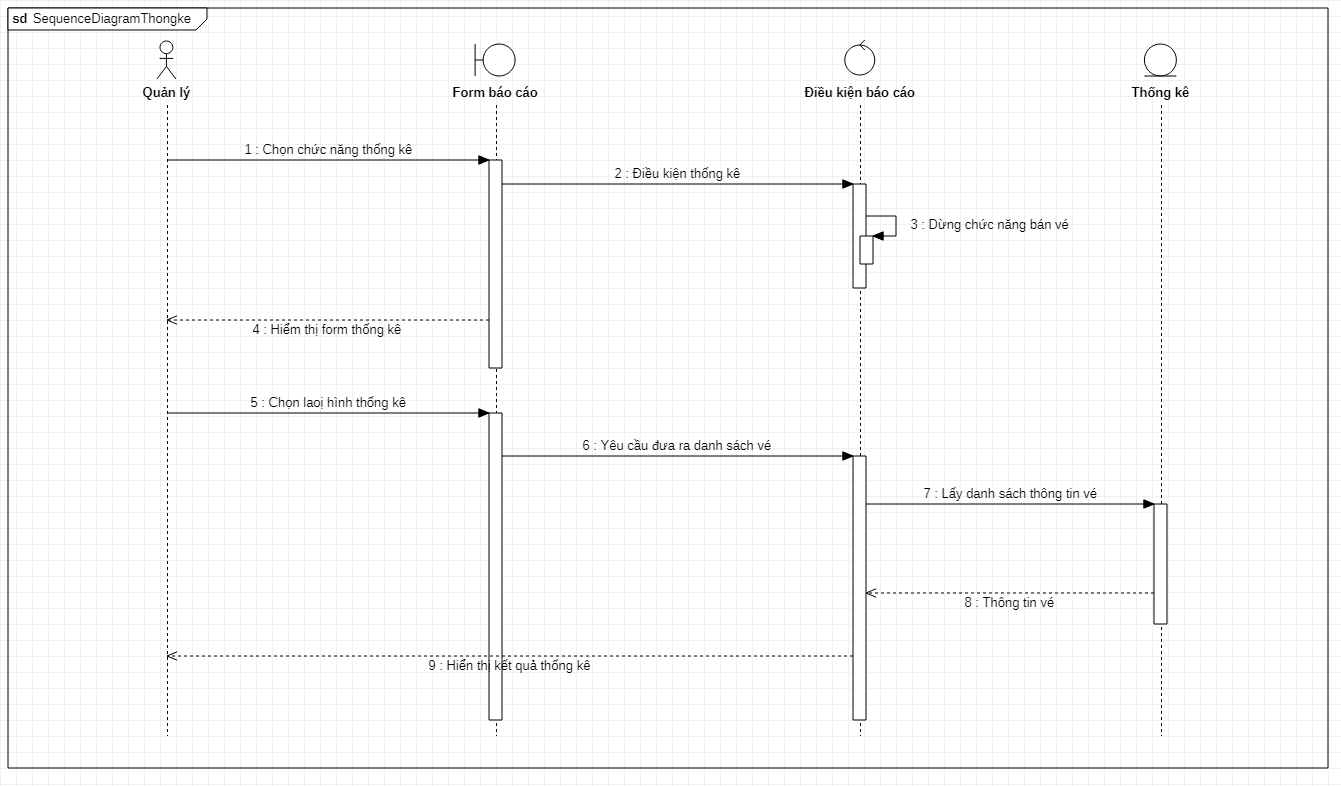 sd SequenceDiagramThongke
Quản lý
Form báo cáo
Điều kiện báo cáo
Thống kê
1 : Chọn chức năng thống kê
2 : Điều kiện thống kê
3 : Dừng chức năng bán vé
4 : Hiểm thị form thống kê
5 : Chọn laoị hình thống kê
6 : Yêu cầu đưa ra danh sách vé
7 : Lấy danh sách thông tin vé
8 : Thông tin vé
9 : Hiển thị kết quả thống kê